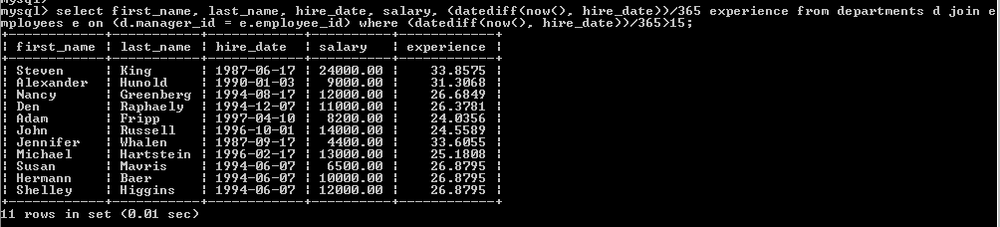 mysql> select first_name, last_name, hire_date, salary, (datediff(now(), hire_date))/365 experience from departments d join e
mployees e on (d.manager_id = e.employee_id) where (datediff(now(), hire_date))/365>15;
+------------+-----------+------------+----------+------------+
| first_name | last_name | hire_date | salary | experience |
+------------+-----------+------------+----------+------------+
| Steven | King | 1987-06-17 | 24000.00 | 33.8575 |
| Alexander | Hunold | 1990-01-03 | 9000.00 | 31.3068 |
| Nancy | Greenberg | 1994-08-17 | 12000.00 | 26.6849 |
| Den | Raphaely | 1994-12-07 | 11000.00 | 26.3781 |
| Adam | Fripp | 1997-04-10 | 8200.00 | 24.0356 |
| John | Russell | 1996-10-01 | 14000.00 | 24.5589 |
| Jennifer | Whalen | 1987-09-17 | 4400.00 | 33.6055 |
| Michael | Hartstein | 1996-02-17 | 13000.00 | 25.1808 |
| Susan | Mavris | 1994-06-07 | 6500.00 | 26.8795 |
| Hermann | Baer | 1994-06-07 | 10000.00 | 26.8795 |
| Shelley | Higgins | 1994-06-07 | 12000.00 | 26.8795 |
+------------+-----------+------------+----------+------------+
11 rows in set (0.01 sec)